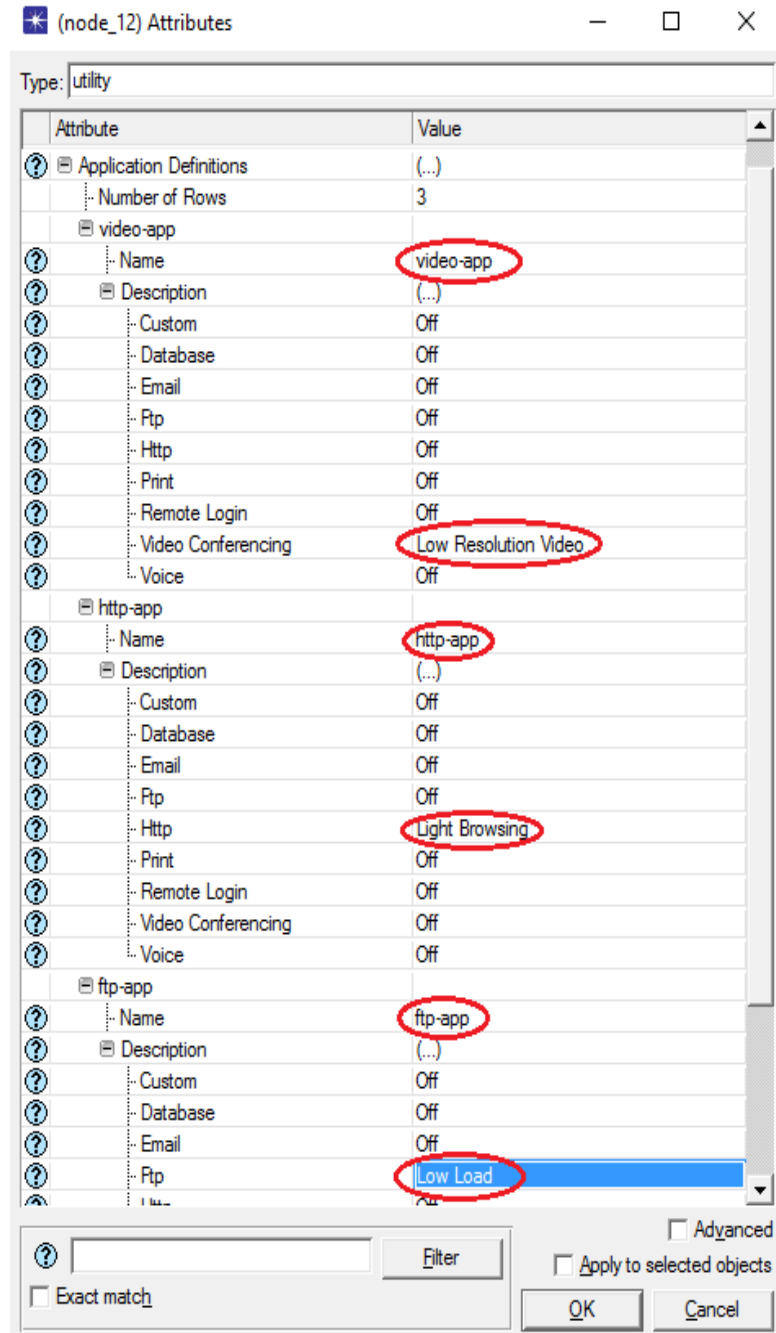 (node_12) Attributes
Type: utility
Attribute Value
Application Definitions (...)
Number of Rows 3
video-app
Name video-app
Description (...)
Custom Off
Database Off
Email Off
Ftp Off
Http Off
Print Off
Remote Login Off
Video Conferencing Low Resolution Video
Voice Off
http-app
Name http-app
Description (...)
Custom Off
Database Off
Email Off
Ftp Off
Http Light Browsing
Print Off
Remote Login Off
Video Conferencing Off
Voice Off
ftp-app
Name ftp-app
Description (...)
Custom Off
Database Off
Email Off
Ftp Low Load
Advanced
Filter
Apply to selected objects
Exact match
OK Cancel